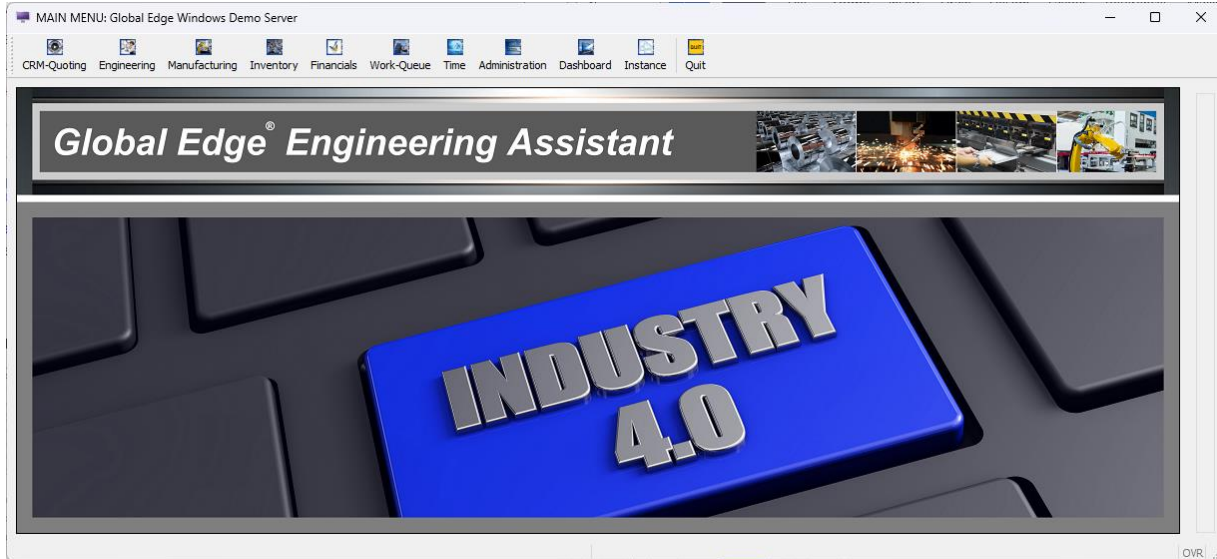 MAIN MENU: Global Edge Windows Demo Server
CRM-Quoting Engineering Manufacturing Inventory Financials Work-Queue Time Administration Dashboard Instance Quit
Global Edge® Engineering Assistant
INDUSTRY
4.0
OVR